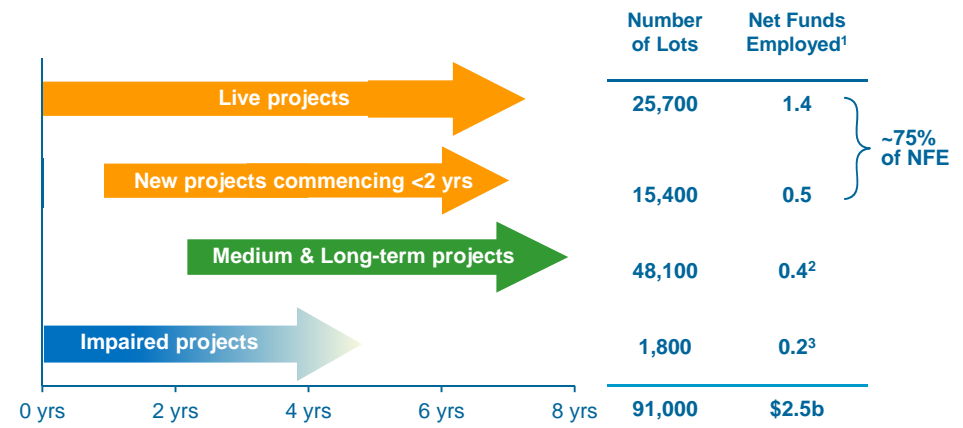 Number of Lots
Net Funds Employed¹
Live projects
25,700
1.4
New projects commencing <2 yrs
15,400
0.5
~75%
of NFE
Medium & Long-term projects
48,100
0.4²
Impaired projects
1,800
0.2³
91,000
$2.5b
0 yrs
2 yrs
4 yrs
6 yrs
8 yrs